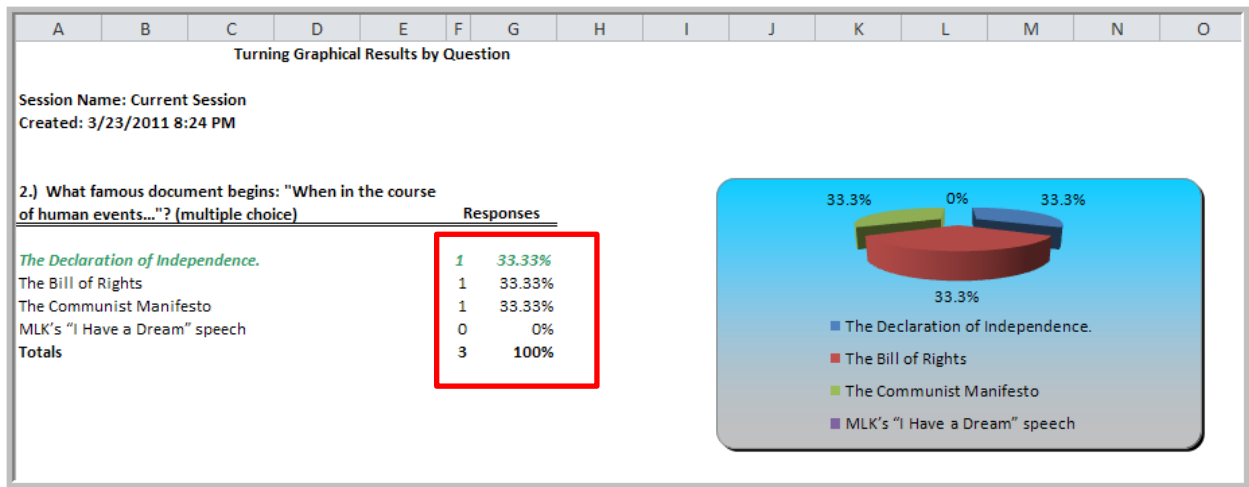 A B C D E F G H I J K L M N O
Turning Graphical Results by Question
Session Name: Current Session
Created: 3/23/2011 8:24 PM
2.) What famous document begins: "When in the course
of human events..."? (multiple choice) Responses
The Declaration of Independence. 1 33.33%
The Bill of Rights 1 33.33%
The Communist Manifesto 1 33.33%
MLK's “I Have a Dream” speech 0 0%
Totals 3 100%
33.3% 0% 33.3%
33.3%
The Declaration of Independence.
The Bill of Rights
The Communist Manifesto
MLK's “I Have a Dream” speech